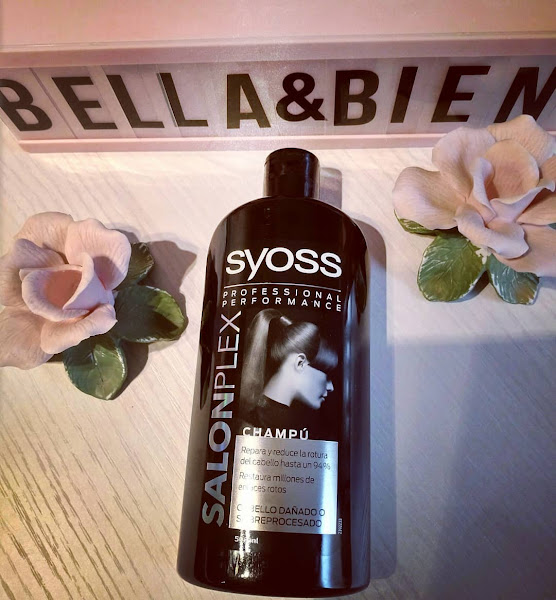 BELLA&BIEN
syoss
PROFESSIONAL
PERFORMANCE
SALONPLEX
CHAMPÚ
Repara y reduce la rotura
del cabello hasta un 94%
Restaura millones de
enlaces rotos
CABELLO DAÑADO O
SOBREPROCESADO